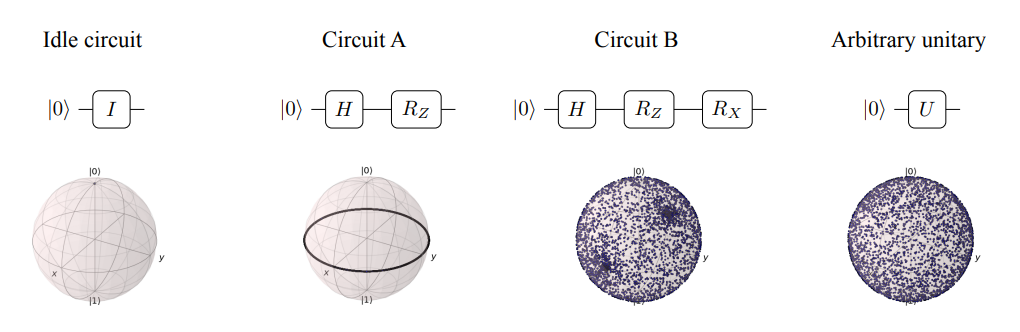 Idle circuit
Circuit A
Circuit B
Arbitrary unitary
|0⟩ I
|0⟩ H R_Z
|0⟩ H R_Z R_X
|0⟩ U
|0⟩
x
y
|1⟩
|0⟩
x
y
|1⟩
|0⟩
y
|0⟩
y